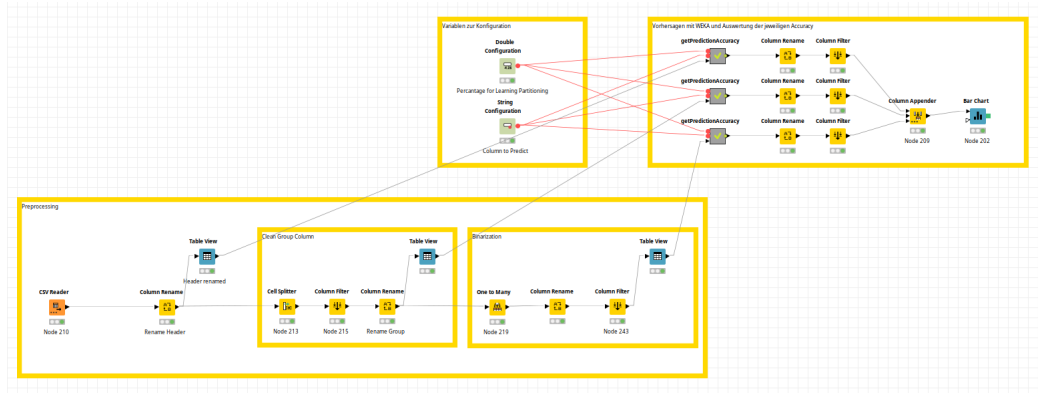 Variablen zur Konfiguration
Double
Configuration
Percantage for Learning Partitioning
String
Configuration
Column to Predict
Vorhersagen mit WEKA und Auswertung der jeweiligen Accuracy
getPredictionAccuracy
Column Rename
Column Filter
getPredictionAccuracy
Column Rename
Column Filter
getPredictionAccuracy
Column Rename
Column Filter
Column Appender
Node 209
Bar Chart
Node 202
Preprocessing
CSV Reader
Node 210
Column Rename
Rename Header
Table View
Header renamed
Clean Group Column
Cell Splitter
Node 213
Column Filter
Node 215
Column Rename
Rename Group
Table View
Binarization
One to Many
Node 219
Column Rename
Column Filter
Node 243
Table View